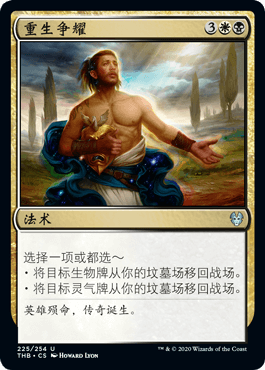 重生争耀 3
法术
选择一项或都选～
• 将目标生物牌从你的坟墓场移回战场。
• 将目标灵气牌从你的坟墓场移回战场。
英雄殒命，传奇诞生。
225/254 U
THB • CS Howard Lyon
™ & © 2020 Wizards of the Coast